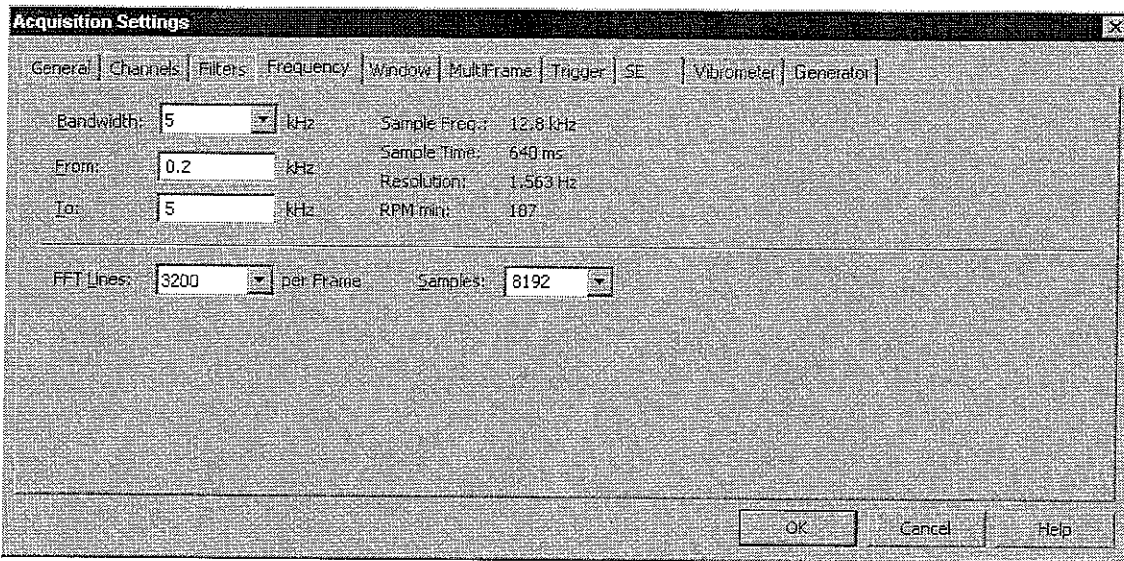 Acquisition Settings
General Channels Filters Frequency Window MultiFrame Trigger SE Vibrometer Generator
Bandwidth: 5 kHz Sample Freq.: 12.8 kHz
Sample Time: 640 ms
From: 0.2 kHz
Resolution: 1.563 Hz
To: 5 kHz RPM min: 187
FFT Lines: 3200 per Frame Samples: 8192
OK Cancel Help